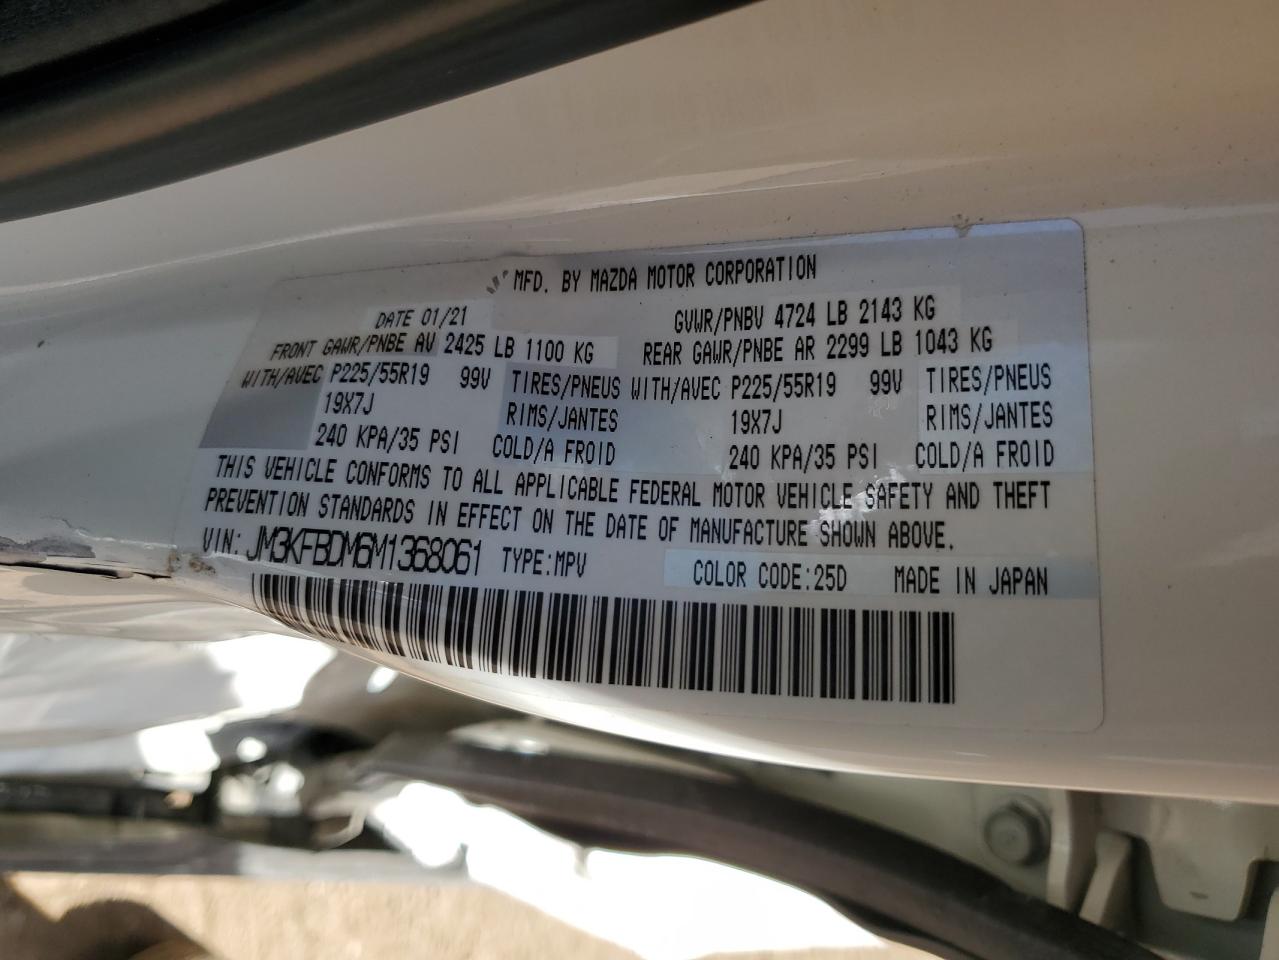 MFD. BY MAZDA MOTOR CORPORATION
DATE 01/21 GVWR/PNBV 4724 LB 2143 KG
FRONT GAWR/PNBE AV 2425 LB 1100 KG REAR GAWR/PNBE AR 2299 LB 1043 KG
WITH/AVEC P225/55R19 99V TIRES/PNEUS WITH/AVEC P225/55R19 99V TIRES/PNEUS
19X7J RIMS/JANTES 19X7J RIMS/JANTES
240 KPA/35 PSI COLD/A FROID 240 KPA/35 PSI COLD/A FROID
THIS VEHICLE CONFORMS TO ALL APPLICABLE FEDERAL MOTOR VEHICLE SAFETY AND THEFT
PREVENTION STANDARDS IN EFFECT ON THE DATE OF MANUFACTURE SHOWN ABOVE.
VIN: JM3KFBDM6M1368061 TYPE:MPV COLOR CODE:25D MADE IN JAPAN